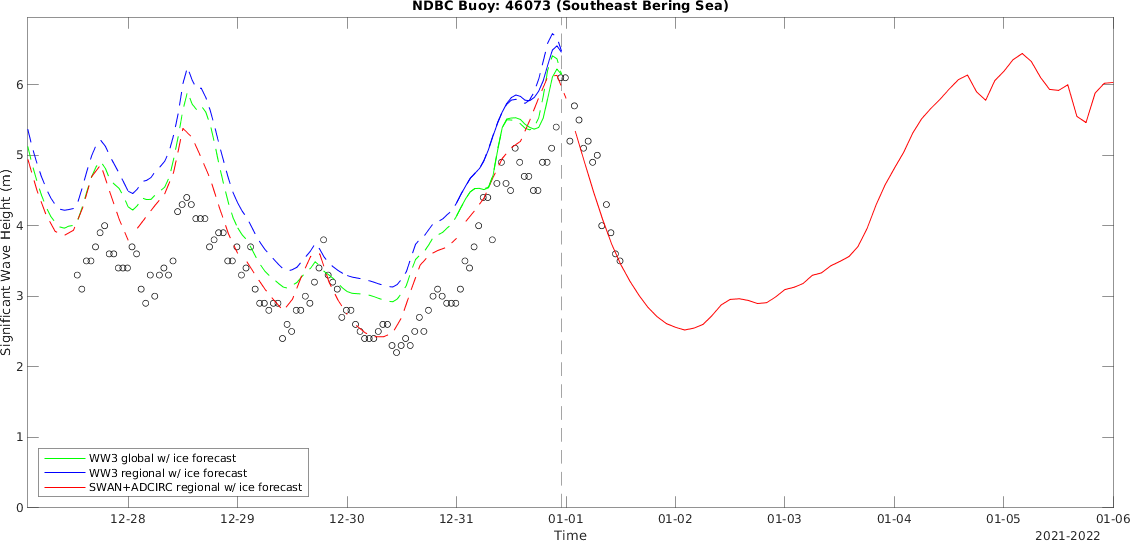 NDBC Buoy: 46073 (Southeast Bering Sea)
Significant Wave Height (m)
6
5
4
3
2
1
0
WW3 global w/ ice forecast
WW3 regional w/ ice forecast
SWAN+ADCIRC regional w/ ice forecast
12-28 12-29 12-30 12-31 01-01 01-02 01-03 01-04 01-05 01-06
Time
2021-2022